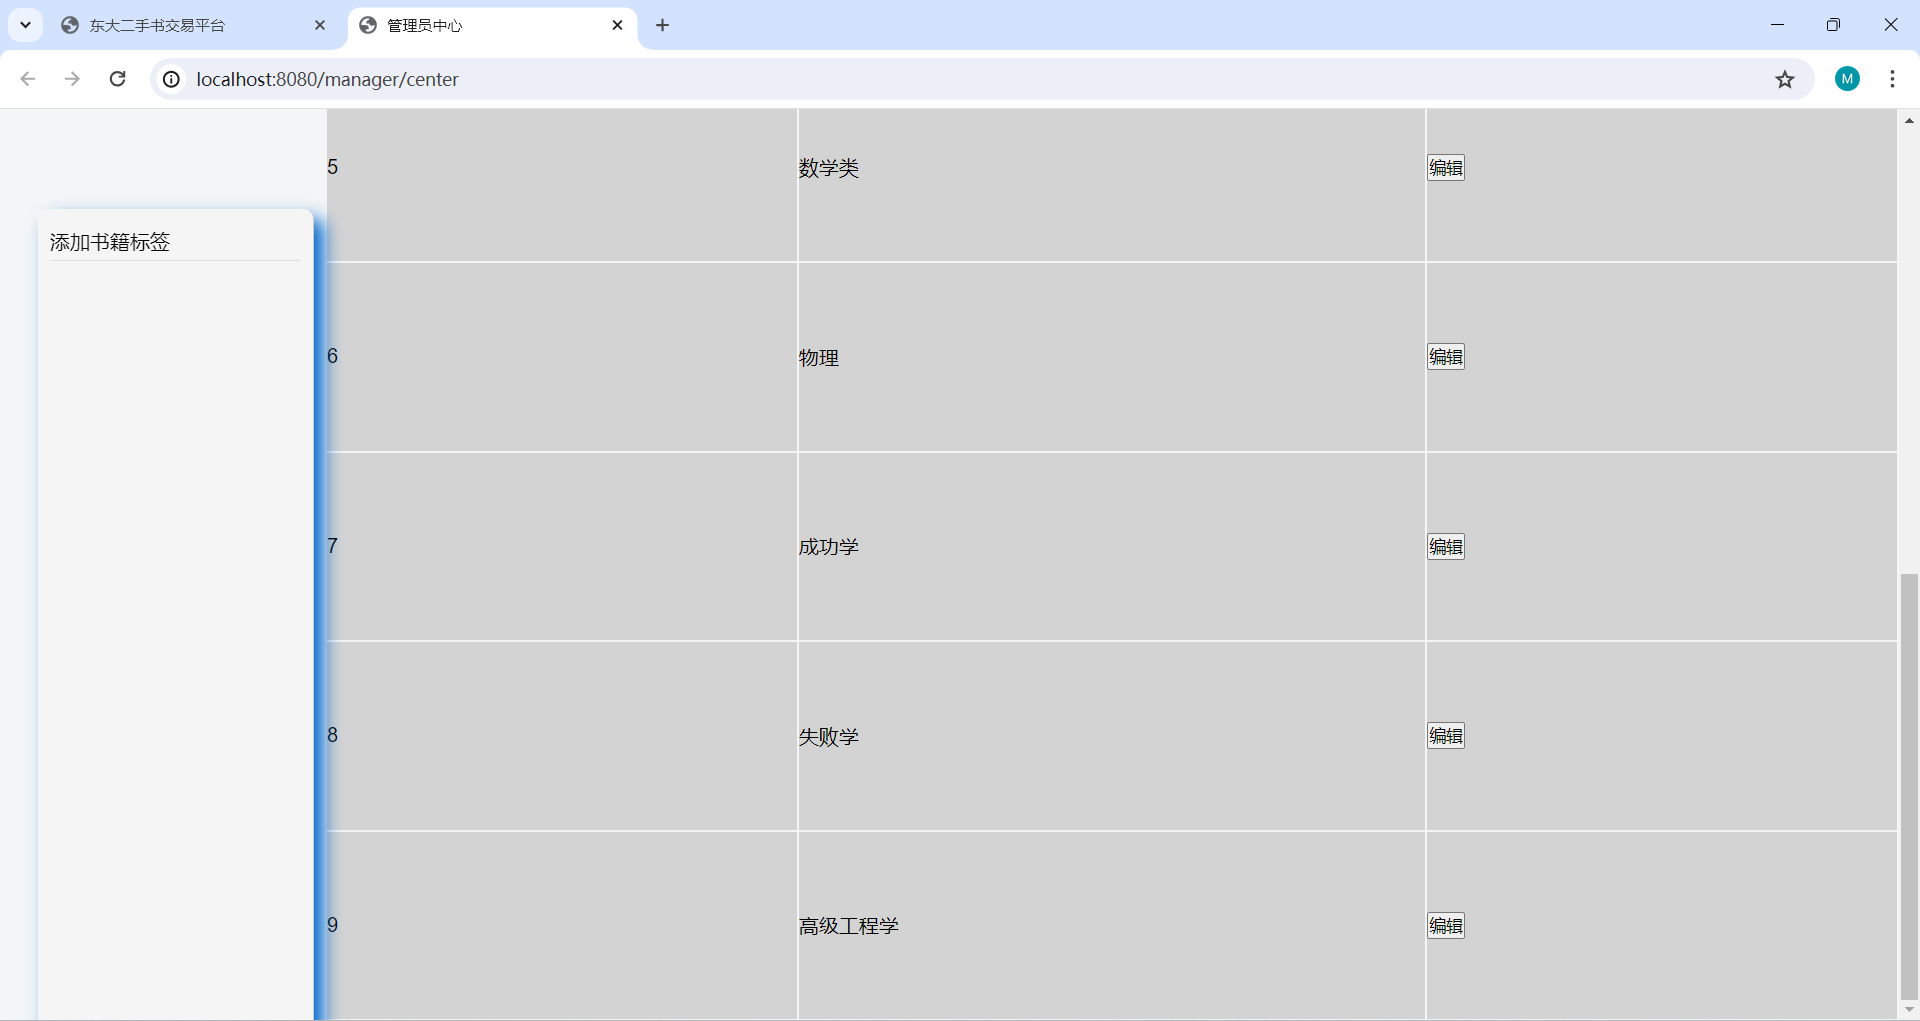 东大二手书交易平台
管理员中心
localhost:8080/manager/center
M
添加书籍标签
5 数学类 编辑
6 物理 编辑
7 成功学 编辑
8 失败学 编辑
9 高级工程学 编辑